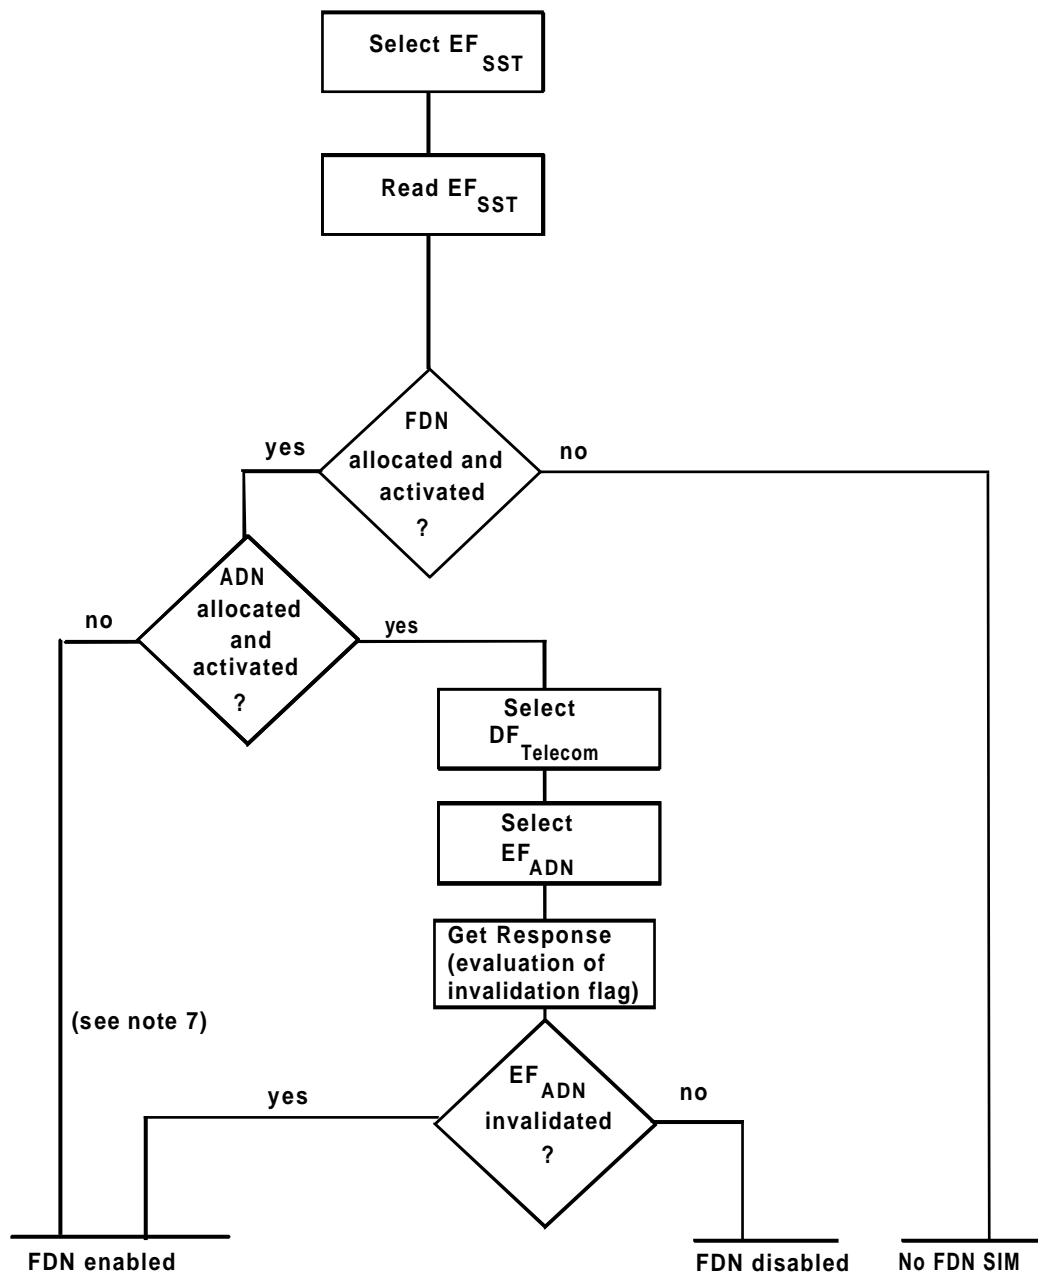 Select EF SST
Read EF SST
FDN
allocated and
activated
?
yes
no
ADN
allocated
and
activated
?
no
yes
Select
DF Telecom
Select
EF ADN
Get Response
(evaluation of
invalidation flag)
(see note 7)
EF ADN
invalidated
?
yes
no
FDN enabled
FDN disabled
No FDN SIM